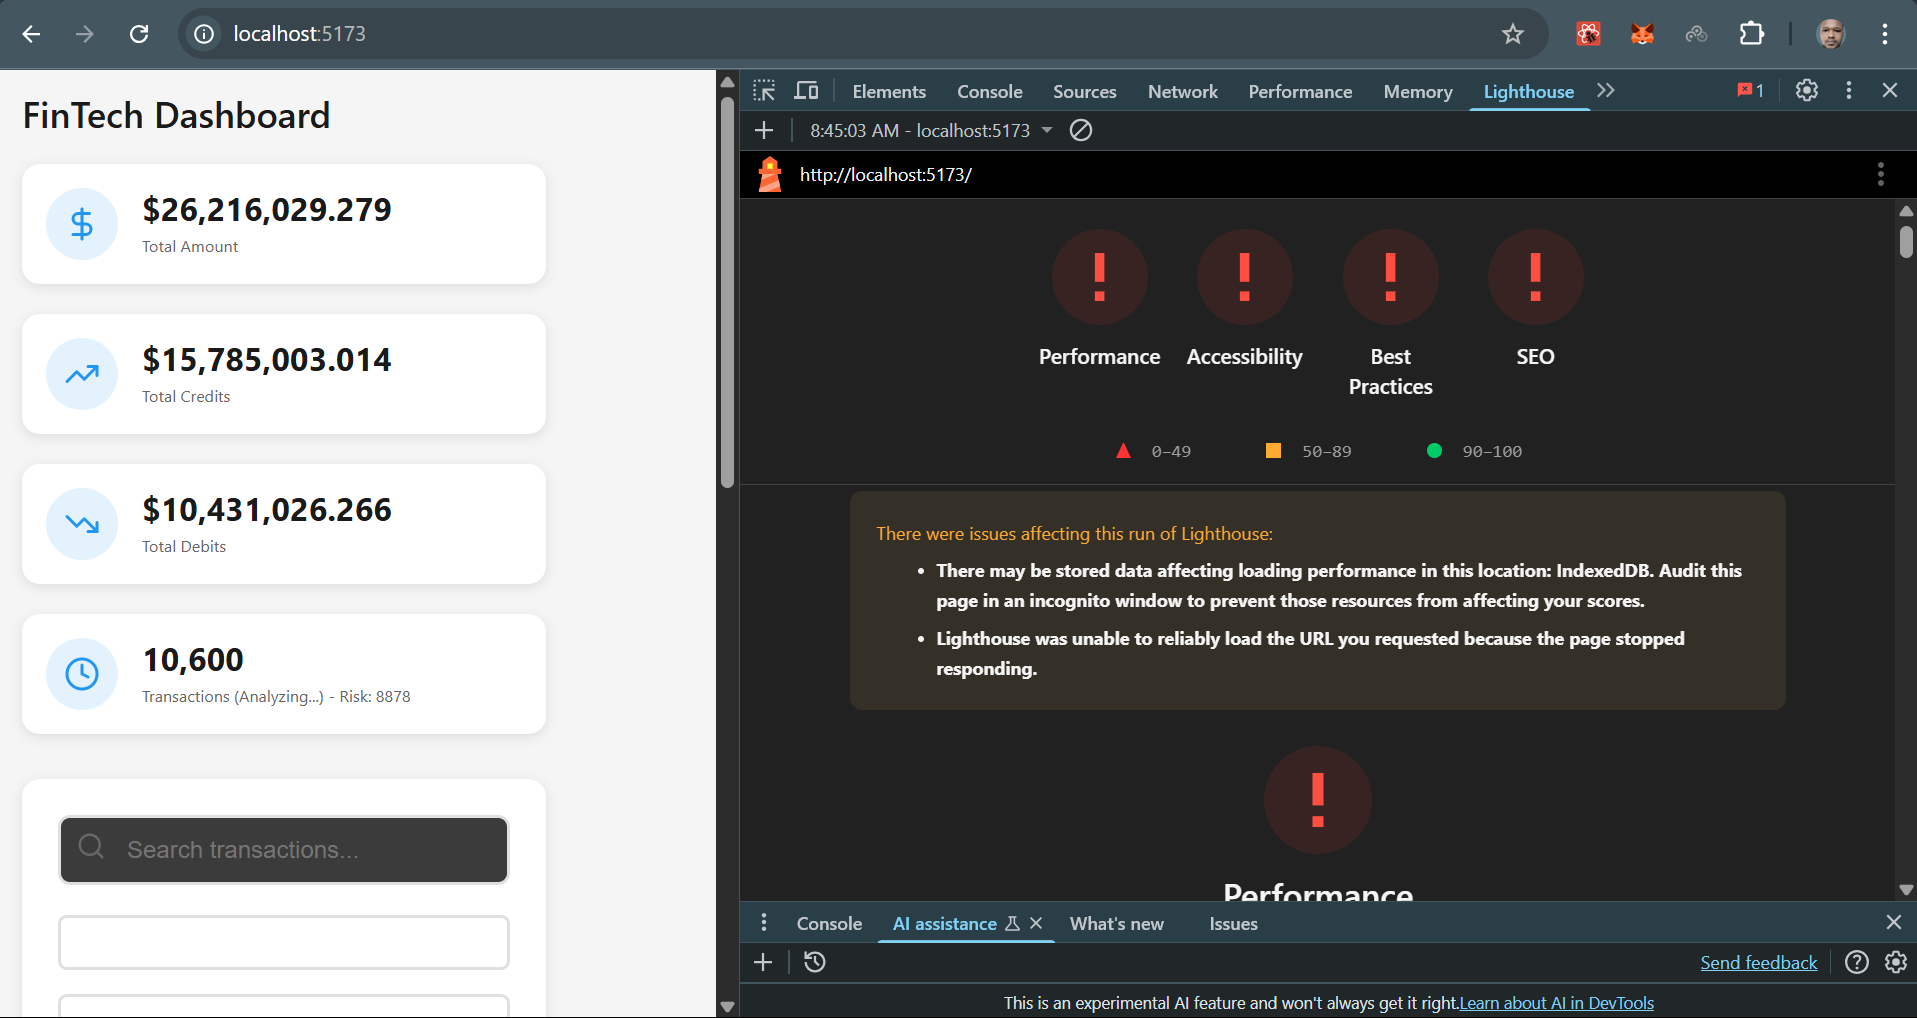 localhost:5173
FinTech Dashboard
$26,216,029.279
Total Amount
$15,785,003.014
Total Credits
$10,431,026.266
Total Debits
10,600
Transactions (Analyzing...) - Risk: 8878
Search transactions...
Elements Console Sources Network Performance Memory Lighthouse 1
8:45:03 AM - localhost:5173
http://localhost:5173/
Performance Accessibility Best Practices SEO
0–49 50–89 90–100
There were issues affecting this run of Lighthouse:
• There may be stored data affecting loading performance in this location: IndexedDB. Audit this
page in an incognito window to prevent those resources from affecting your scores.
• Lighthouse was unable to reliably load the URL you requested because the page stopped
responding.
Performance
Console AI assistance What's new Issues
Send feedback
This is an experimental AI feature and won't always get it right.Learn about AI in DevTools